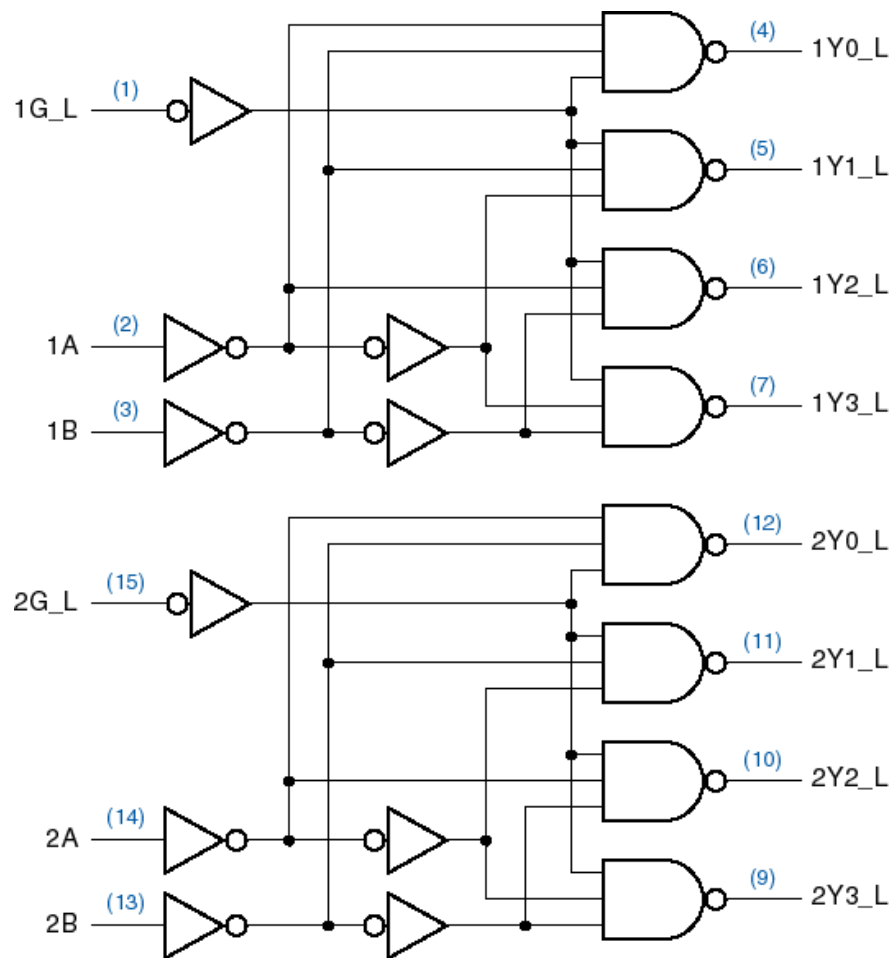 (4) 1Y0_L
1G_L (1)
(5) 1Y1_L
(6) 1Y2_L
1A (2)
(7) 1Y3_L
1B (3)
(12) 2Y0_L
2G_L (15)
(11) 2Y1_L
(10) 2Y2_L
2A (14)
(9) 2Y3_L
2B (13)